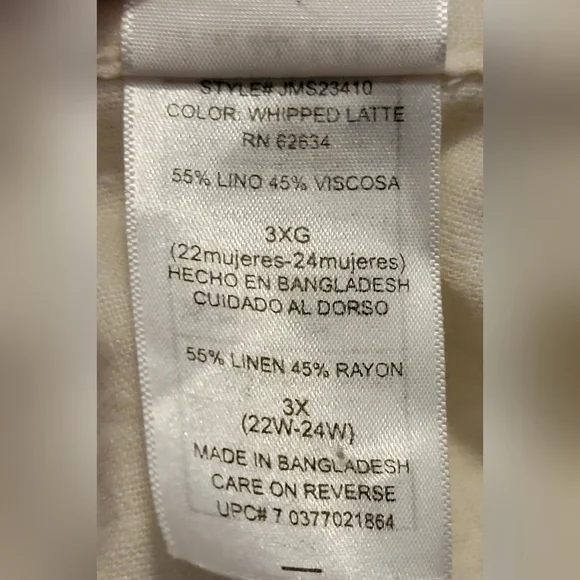 STYLE# JMS23410
COLOR: WHIPPED LATTE
RN 62634
55% LINO 45% VISCOSA
3XG
(22mujeres-24mujeres)
HECHO EN BANGLADESH
CUIDADO AL DORSO
55% LINEN 45% RAYON
3X
(22W-24W)
MADE IN BANGLADESH
CARE ON REVERSE
UPC# 7 0377021864